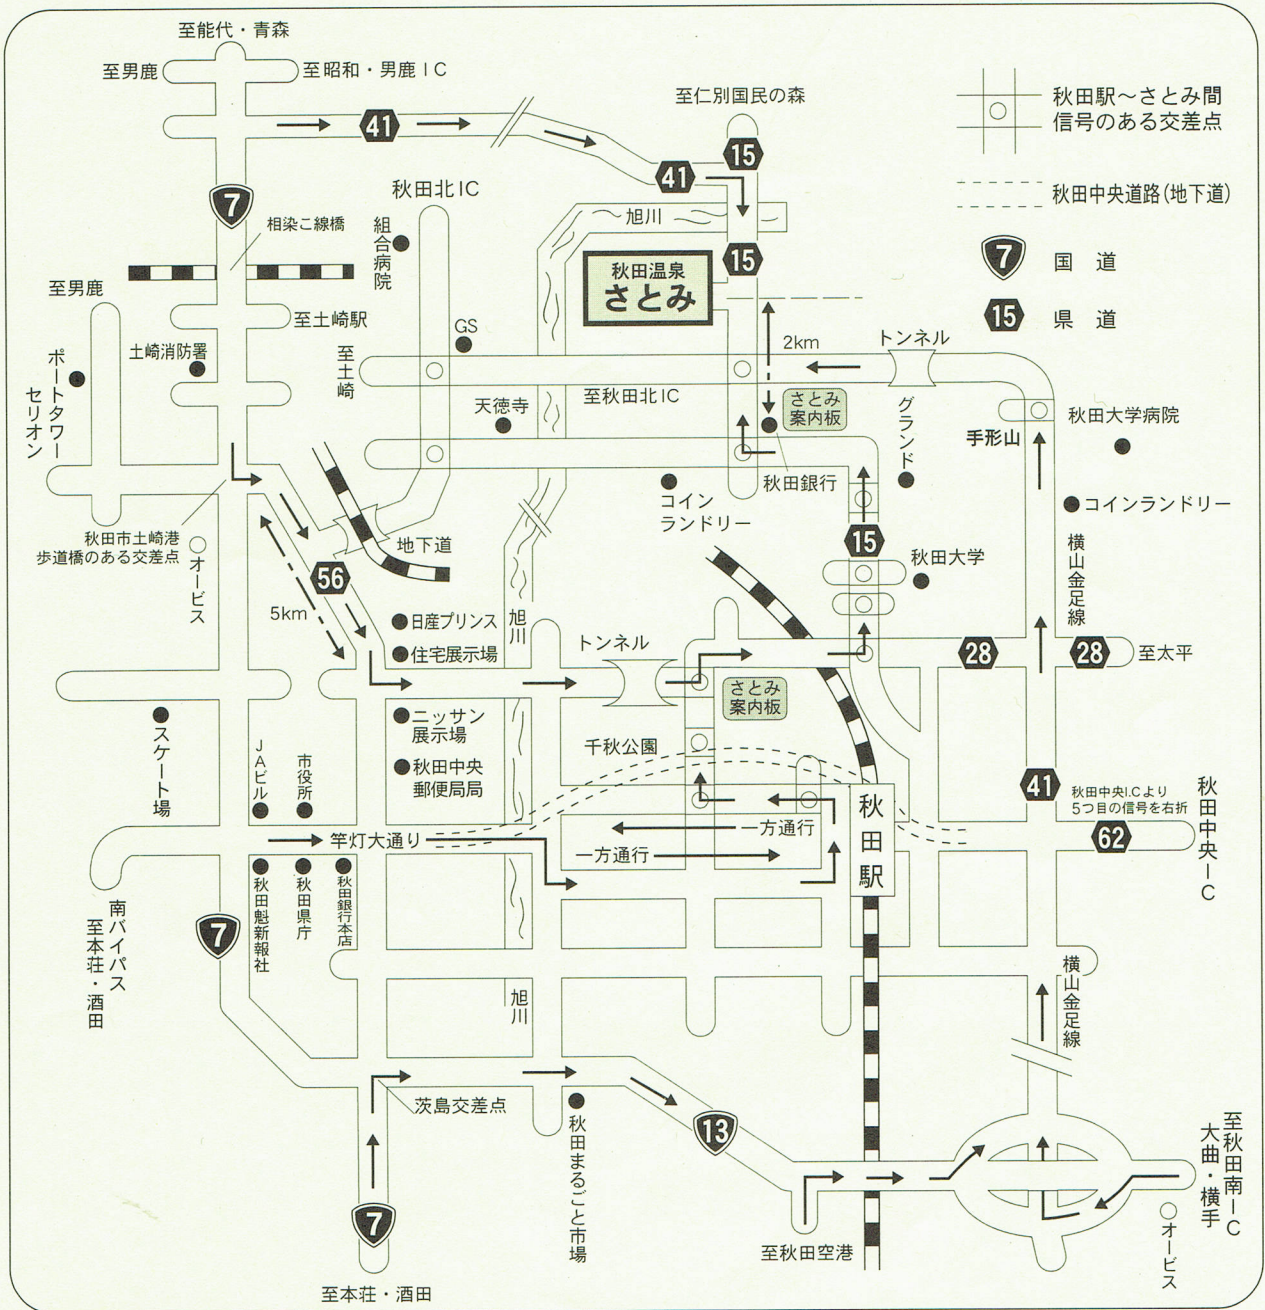 至能代・青森
至男鹿
至昭和・男鹿IC
41
至仁別国民の森
15
41
秋田駅～さとみ間
信号のある交差点
秋田中央道路(地下道)
7
国 道
15
県 道
7
相染こ線橋
秋田北IC
組合病院
旭川
15
秋田温泉
さとみ
至男鹿
至土崎駅
GS
2km
トンネル
ポートタワー
セリオン
土崎消防署
至土崎
至秋田北IC
さとみ
案内板
天徳寺
グランド
手形山
秋田大学病院
秋田銀行
コイン
ランドリー
コインランドリー
秋田市土崎港
歩道橋のある交差点
オービス
地下道
56
5km
15
秋田大学
横山金足線
日産プリンス
住宅展示場
旭川
トンネル
28
28
至太平
さとみ
案内板
スケート場
ニッサン
展示場
秋田中央
郵便局局
千秋公園
JAビル
市役所
41
秋田中央I.Cより
5つ目の信号を右折
62
秋田中央IC
竿灯大通り
一方通行
一方通行
秋田駅
秋田魁新報社
秋田県庁
秋田銀行本店
南バイパス
至本荘・酒田
7
旭川
横山金足線
茨島交差点
秋田まるごと市場
13
至秋田南IC
大曲・横手
オービス
7
至秋田空港
至本荘・酒田